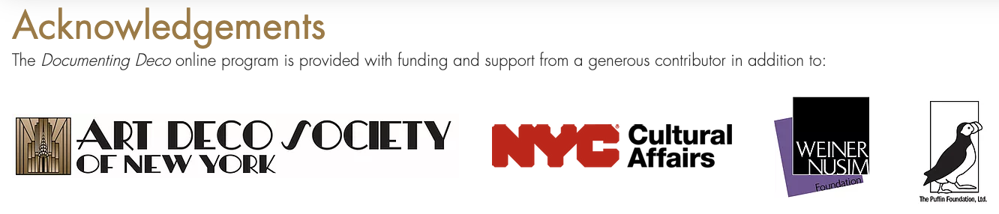 Acknowledgements
The Documenting Deco online program is provided with funding and support from a generous contributor in addition to:
ART DECO SOCIETY
OF NEW YORK
NYC® Cultural
Affairs
WEINER
NUSIM
Foundation
The Puffin Foundation, Ltd.